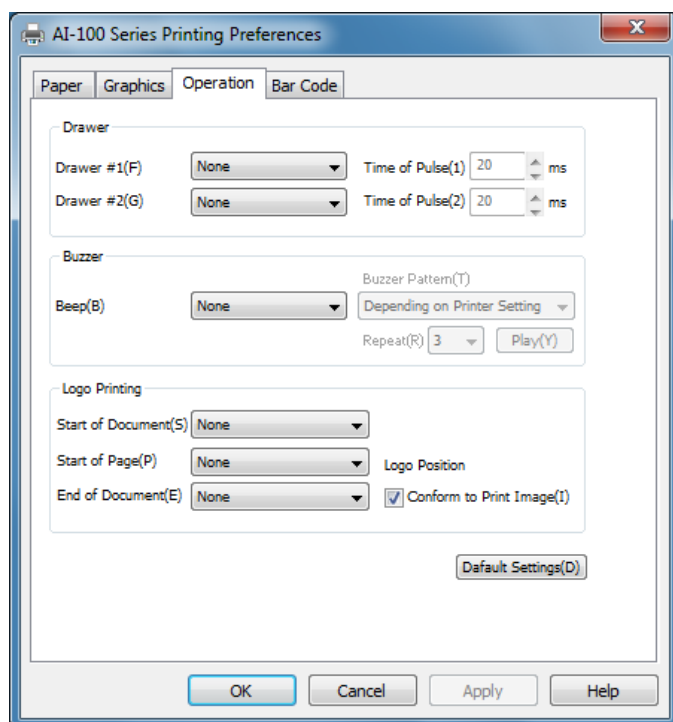 AI-100 Series Printing Preferences
Paper Graphics Operation Bar Code
Drawer
Drawer #1(F) None Time of Pulse(1) 20 ms
Drawer #2(G) None Time of Pulse(2) 20 ms
Buzzer
Buzzer Pattern(T)
Beep(B) None Depending on Printer Setting
Repeat(R) 3 Play(Y)
Logo Printing
Start of Document(S) None
Start of Page(P) None Logo Position
End of Document(E) None Conform to Print Image(I)
Dafault Settings(D)
OK Cancel Apply Help